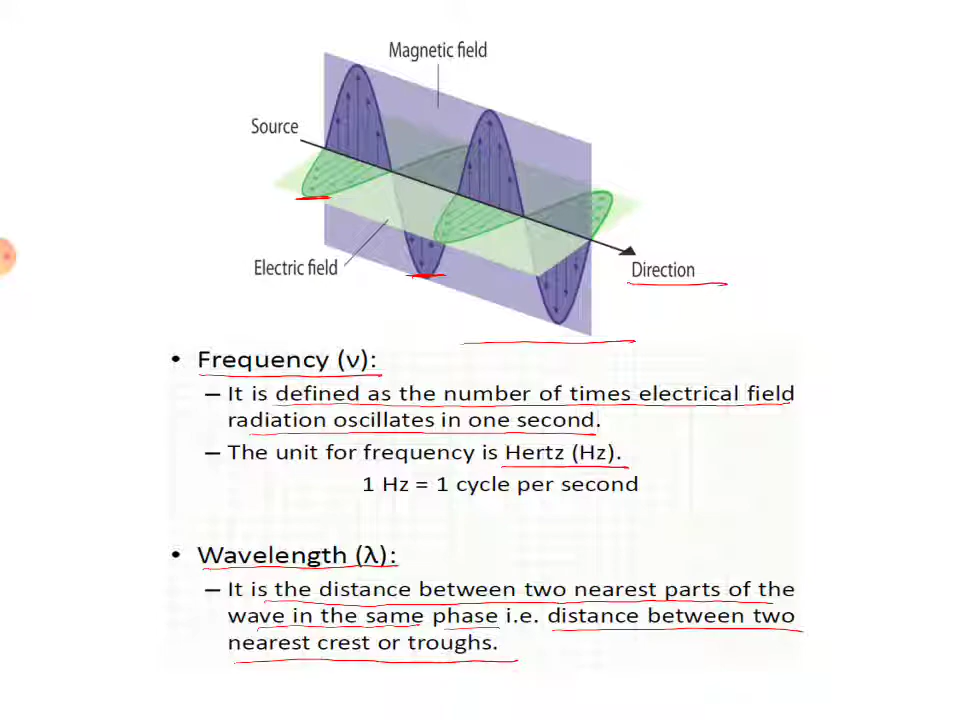 Magnetic field
Source
Electric field
Direction
• Frequency (ν):
– It is defined as the number of times electrical field
radiation oscillates in one second.
– The unit for frequency is Hertz (Hz).
1 Hz = 1 cycle per second
• Wavelength (λ):
– It is the distance between two nearest parts of the
wave in the same phase i.e. distance between two
nearest crest or troughs.